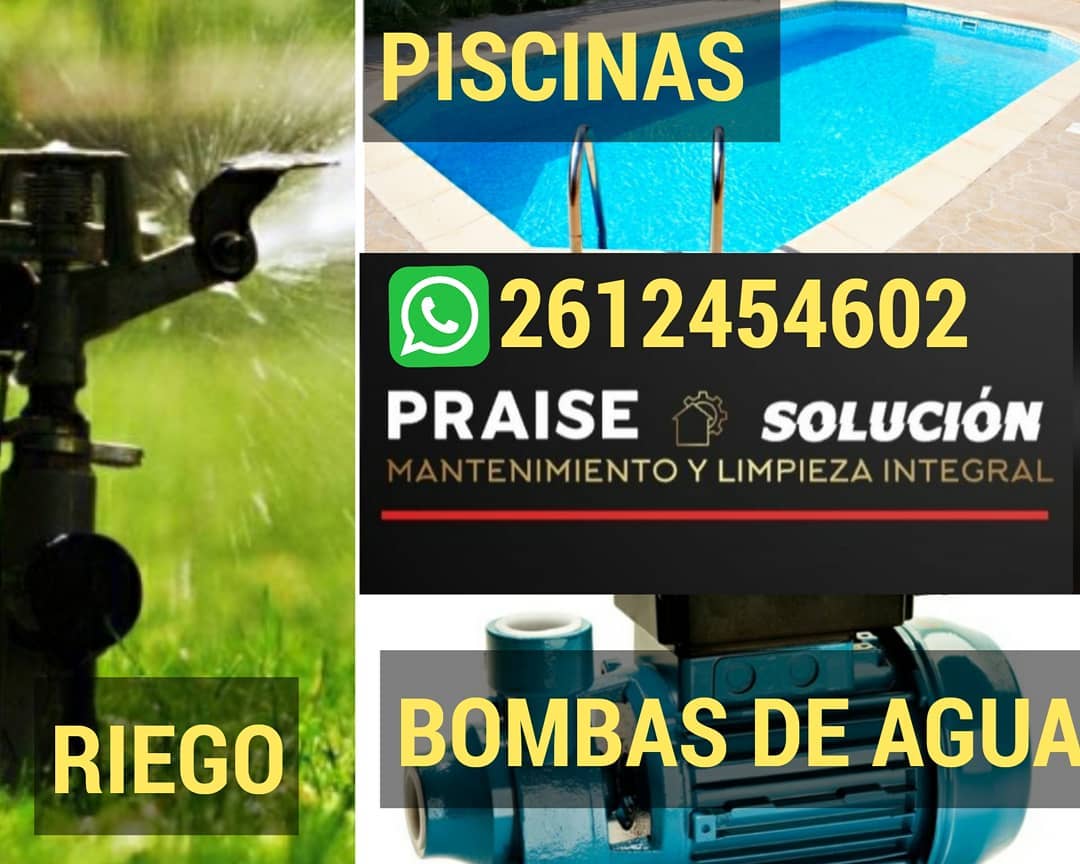 PISCINAS
2612454602
PRAISE SOLUCIÓN
MANTENIMIENTO Y LIMPIEZA INTEGRAL
RIEGO
BOMBAS DE AGUA